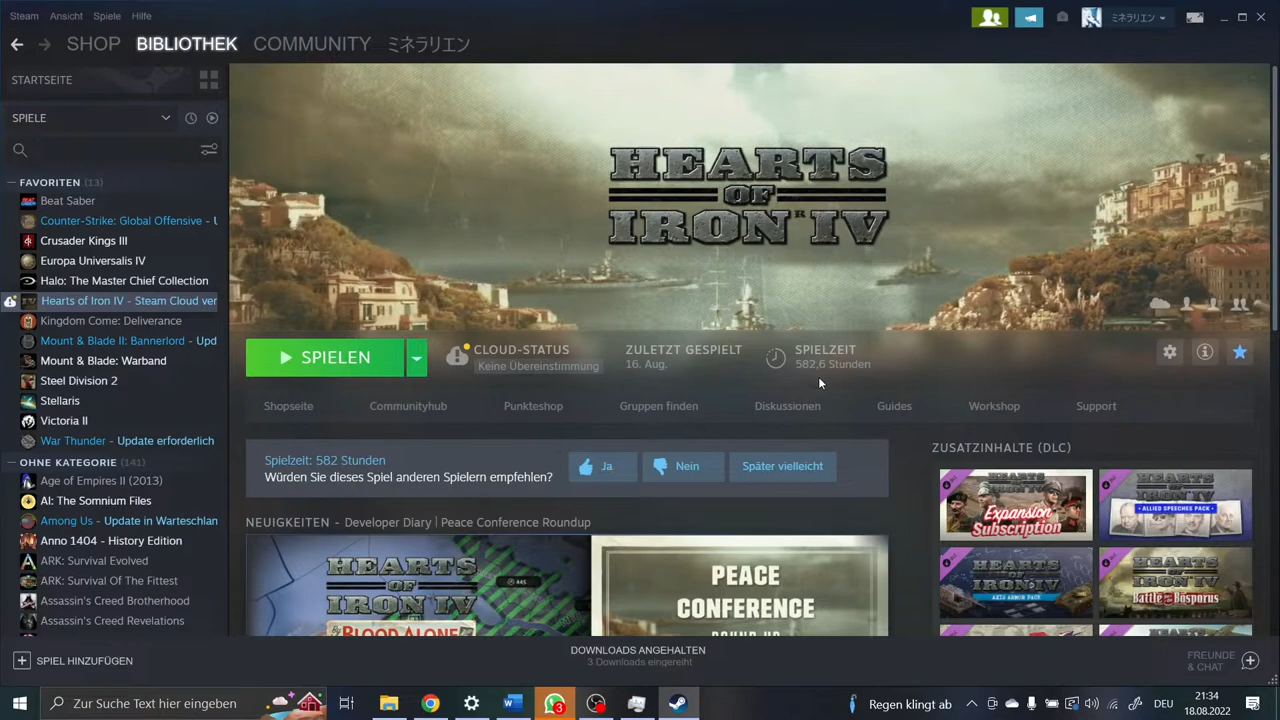 Steam Ansicht Spiele Hilfe
ミネラリエン
SHOP BIBLIOTHEK COMMUNITY ミネラリエン
STARTSEITE
SPIELE
FAVORITEN (13)
Beat Saber
Counter-Strike: Global Offensive - U
Crusader Kings III
Europa Universalis IV
Halo: The Master Chief Collection
Hearts of Iron IV - Steam Cloud ver
Kingdom Come: Deliverance
Mount & Blade II: Bannerlord - Upd
Mount & Blade: Warband
Steel Division 2
Stellaris
Victoria II
War Thunder - Update erforderlich
OHNE KATEGORIE (141)
Age of Empires II (2013)
AI: The Somnium Files
Among Us - Update in Warteschlan
Anno 1404 - History Edition
ARK: Survival Evolved
ARK: Survival Of The Fittest
Assassin's Creed Brotherhood
Assassin's Creed Revelations
HEARTS
OF
IRON IV
SPIELEN
CLOUD-STATUS
Keine Übereinstimmung
ZULETZT GESPIELT
16. Aug.
SPIELZEIT
582,6 Stunden
Shopseite Communityhub Punkteshop Gruppen finden Diskussionen Guides Workshop Support
Spielzeit: 582 Stunden
Würden Sie dieses Spiel anderen Spielern empfehlen?
Ja Nein Später vielleicht
NEUIGKEITEN - Developer Diary | Peace Conference Roundup
HEARTS
OF
IRON IV
BLOOD ALONE
PEACE
CONFERENCE
ROUND UP
ZUSATZINHALTE (DLC)
Expansion
Subscription
HEARTS
IRON IV
ALLIED SPEECHES PACK
HEARTS
IRON IV
AXIS ARMOR PACK
HEARTS
IRON IV
Battle for the Bosporus
SPIEL HINZUFÜGEN
DOWNLOADS ANGEHALTEN
3 Downloads eingereiht
FREUNDE
& CHAT
Zur Suche Text hier eingeben
3
Regen klingt ab
DEU
21:34
18.08.2022